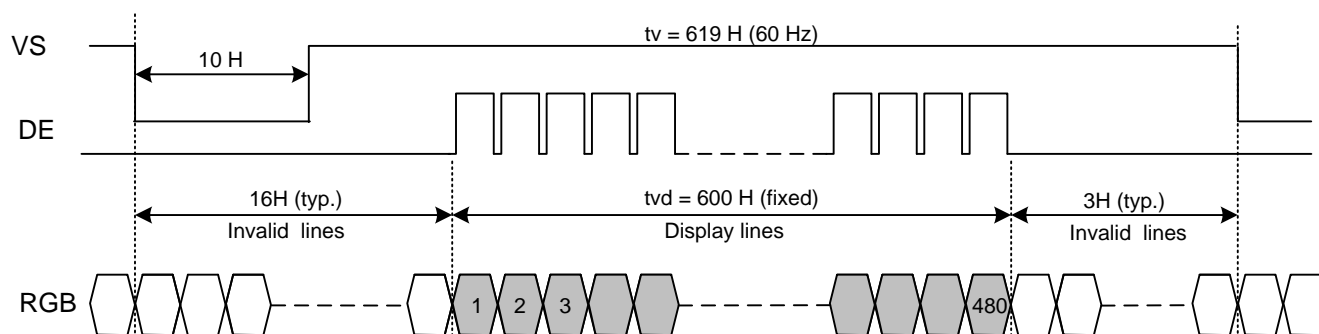 VS
tv = 619 H (60 Hz)
10 H
DE
16H (typ.)
Invalid lines
tvd = 600 H (fixed)
Display lines
3H (typ.)
Invalid lines
RGB
1
2
3
480